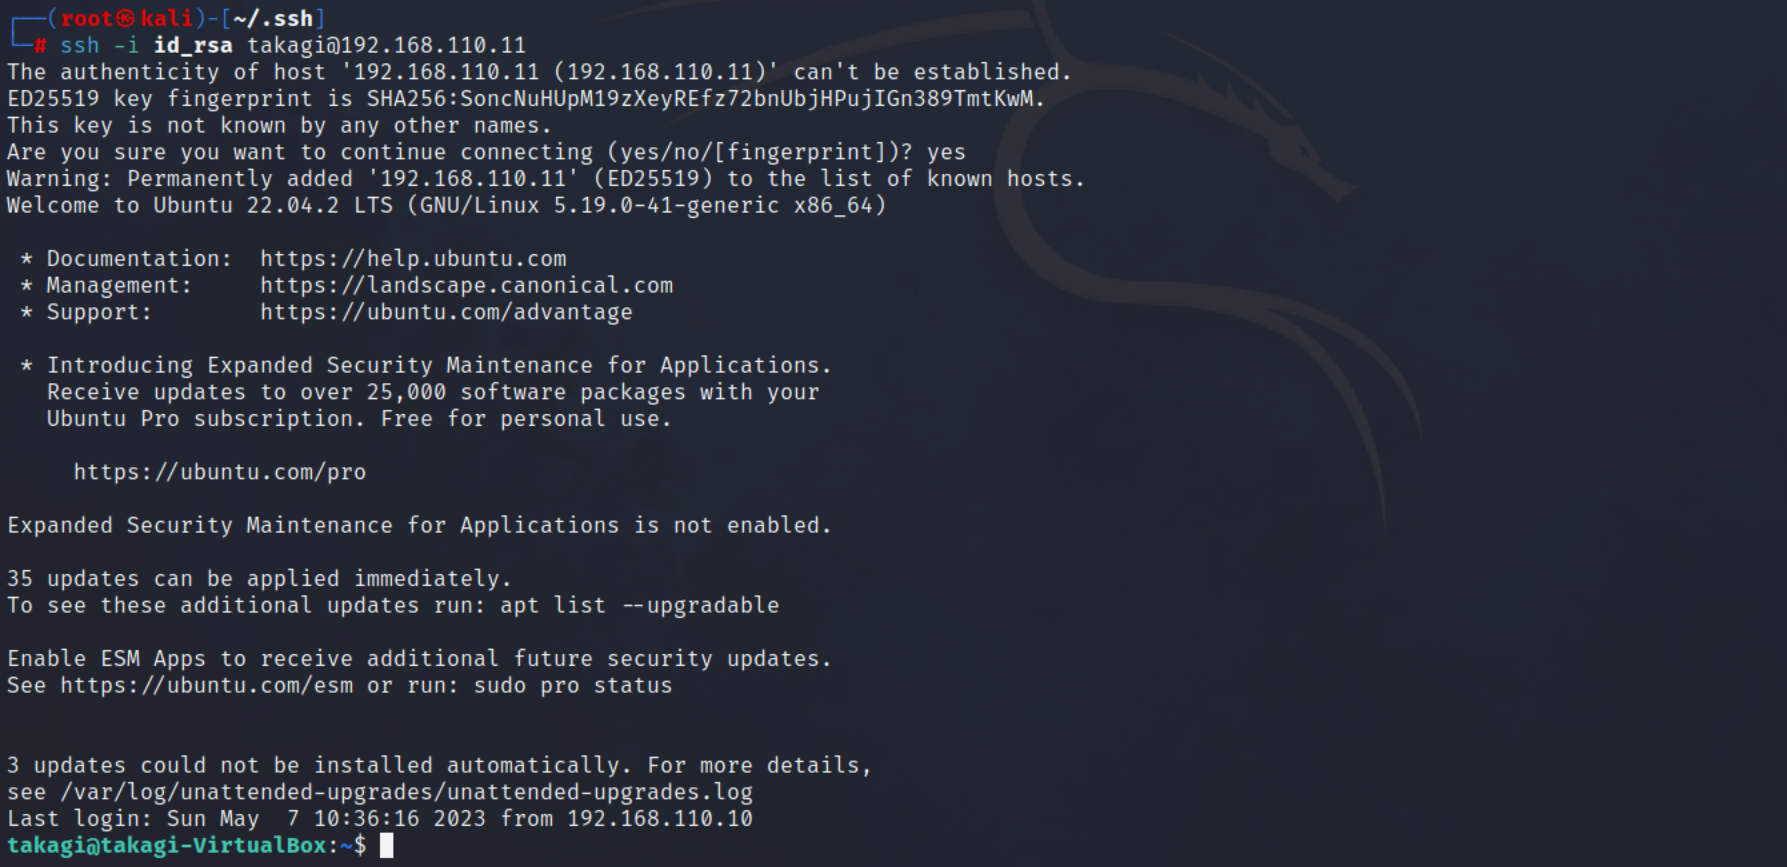 ┌──(root㉿kali)-[~/.ssh]
└─# ssh -i id_rsa takagi@192.168.110.11
The authenticity of host '192.168.110.11 (192.168.110.11)' can't be established.
ED25519 key fingerprint is SHA256:SoncNuHUpM19zXeyREfz72bnUbjHPujIGn389TmtKwM.
This key is not known by any other names.
Are you sure you want to continue connecting (yes/no/[fingerprint])? yes
Warning: Permanently added '192.168.110.11' (ED25519) to the list of known hosts.
Welcome to Ubuntu 22.04.2 LTS (GNU/Linux 5.19.0-41-generic x86_64)
* Documentation:  https://help.ubuntu.com
* Management:     https://landscape.canonical.com
* Support:        https://ubuntu.com/advantage
* Introducing Expanded Security Maintenance for Applications.
Receive updates to over 25,000 software packages with your
Ubuntu Pro subscription. Free for personal use.
https://ubuntu.com/pro
Expanded Security Maintenance for Applications is not enabled.
35 updates can be applied immediately.
To see these additional updates run: apt list --upgradable
Enable ESM Apps to receive additional future security updates.
See https://ubuntu.com/esm or run: sudo pro status
3 updates could not be installed automatically. For more details,
see /var/log/unattended-upgrades/unattended-upgrades.log
Last login: Sun May  7 10:36:16 2023 from 192.168.110.10
takagi@takagi-VirtualBox:~$